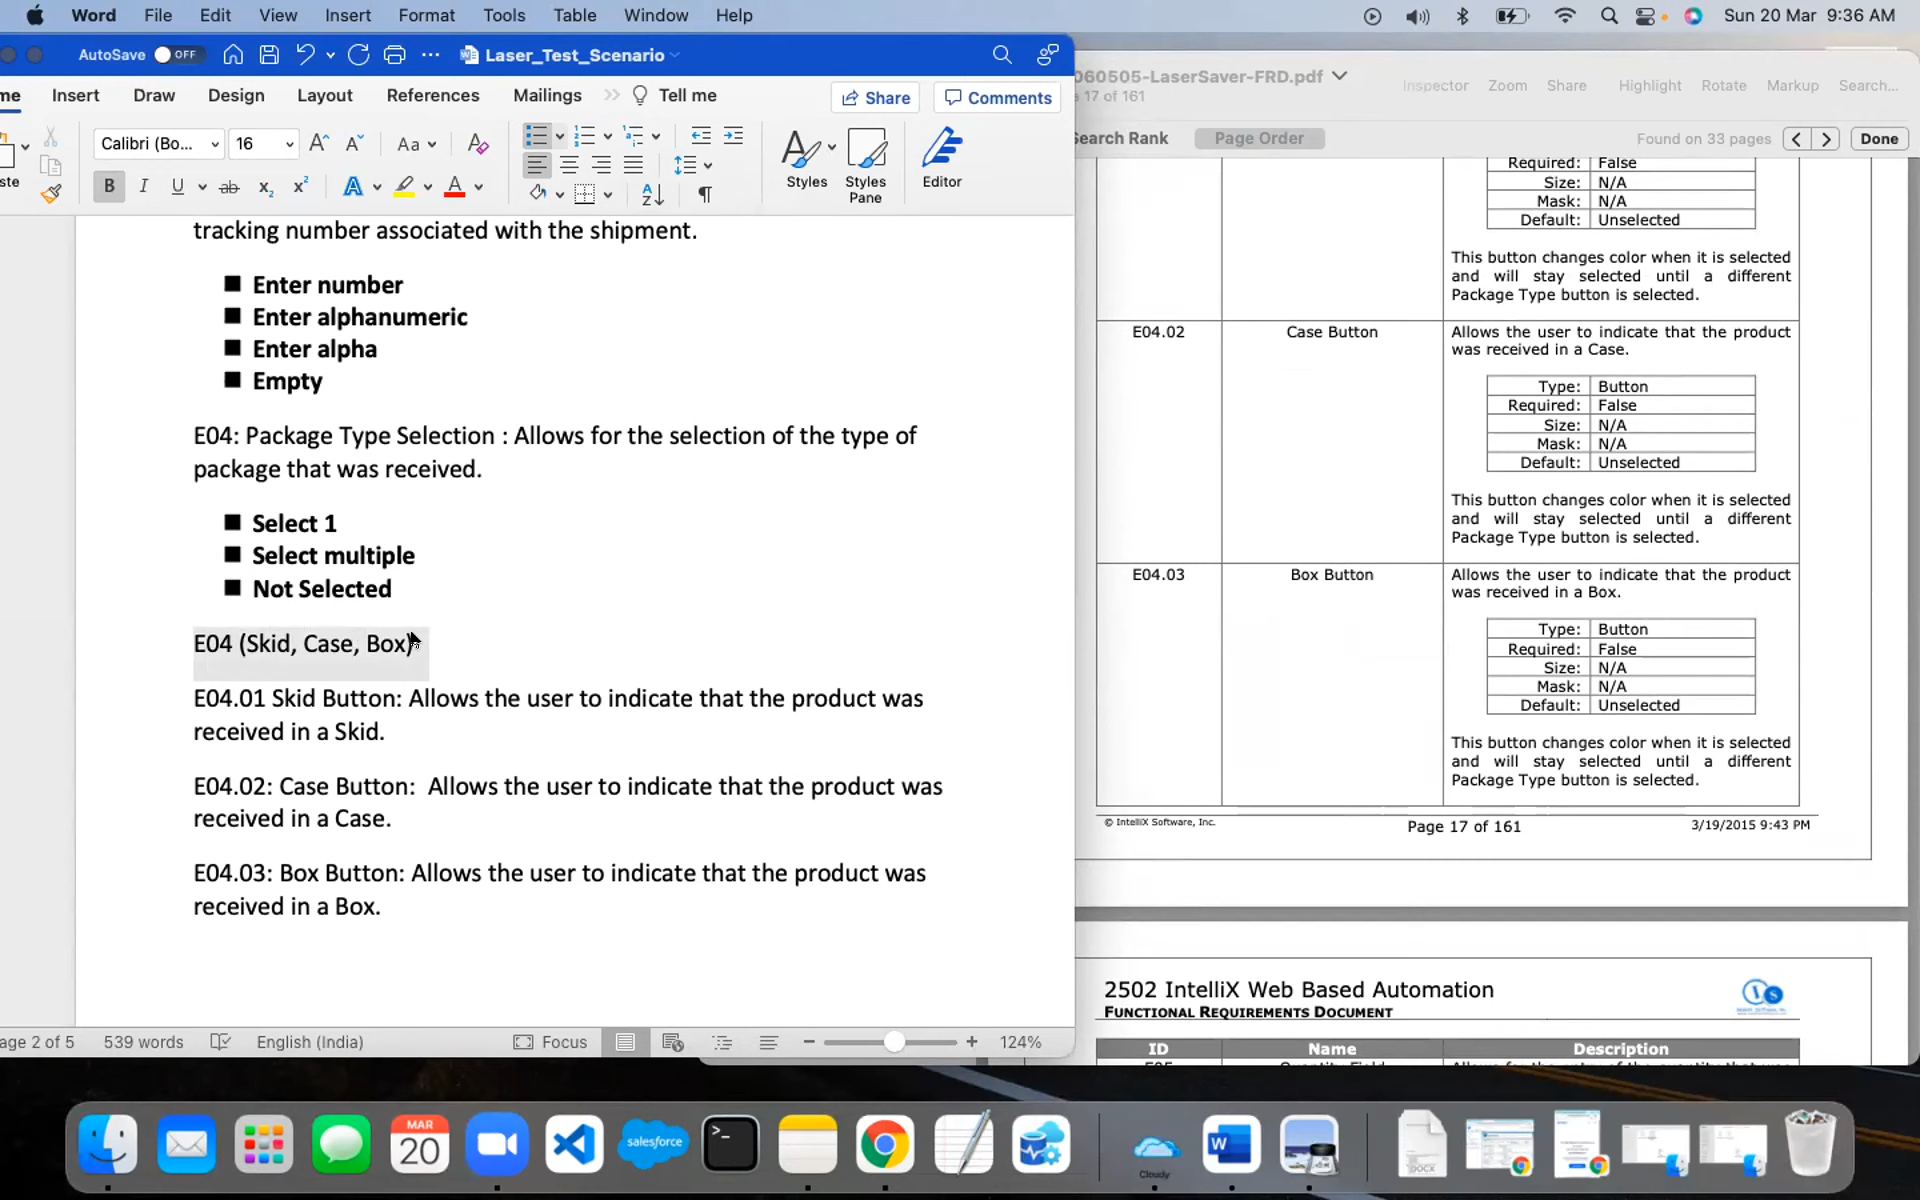 Word File Edit View Insert Format Tools Table Window Help
Sun 20 Mar 9:36 AM
AutoSave OFF
Laser_Test_Scenario
me Insert Draw Design Layout References Mailings Tell me
Share Comments
Calibri (Bo... 16
Aa
ste
B I U ab x2 x2 A A
A Z
Styles
Styles Pane
Editor
tracking number associated with the shipment.
Enter number
Enter alphanumeric
Enter alpha
Empty
E04: Package Type Selection : Allows for the selection of the type of
package that was received.
Select 1
Select multiple
Not Selected
E04 (Skid, Case, Box)
E04.01 Skid Button: Allows the user to indicate that the product was
received in a Skid.
E04.02: Case Button: Allows the user to indicate that the product was
received in a Case.
E04.03: Box Button: Allows the user to indicate that the product was
received in a Box.
age 2 of 5 539 words English (India) Focus 124%
060505-LaserSaver-FRD.pdf
17 of 161
Inspector Zoom Share Highlight Rotate Markup Search...
earch Rank Page Order Found on 33 pages Done
Required: False
Size: N/A
Mask: N/A
Default: Unselected
This button changes color when it is selected
and will stay selected until a different
Package Type button is selected.
E04.02 Case Button Allows the user to indicate that the product
was received in a Case.
Type: Button
Required: False
Size: N/A
Mask: N/A
Default: Unselected
This button changes color when it is selected
and will stay selected until a different
Package Type button is selected.
E04.03 Box Button Allows the user to indicate that the product
was received in a Box.
Type: Button
Required: False
Size: N/A
Mask: N/A
Default: Unselected
This button changes color when it is selected
and will stay selected until a different
Package Type button is selected.
© IntelliX Software, Inc. Page 17 of 161 3/19/2015 9:43 PM
2502 IntelliX Web Based Automation
FUNCTIONAL REQUIREMENTS DOCUMENT
ID Name Description
MAR
20
salesforce
Cloudy
W
DOCX